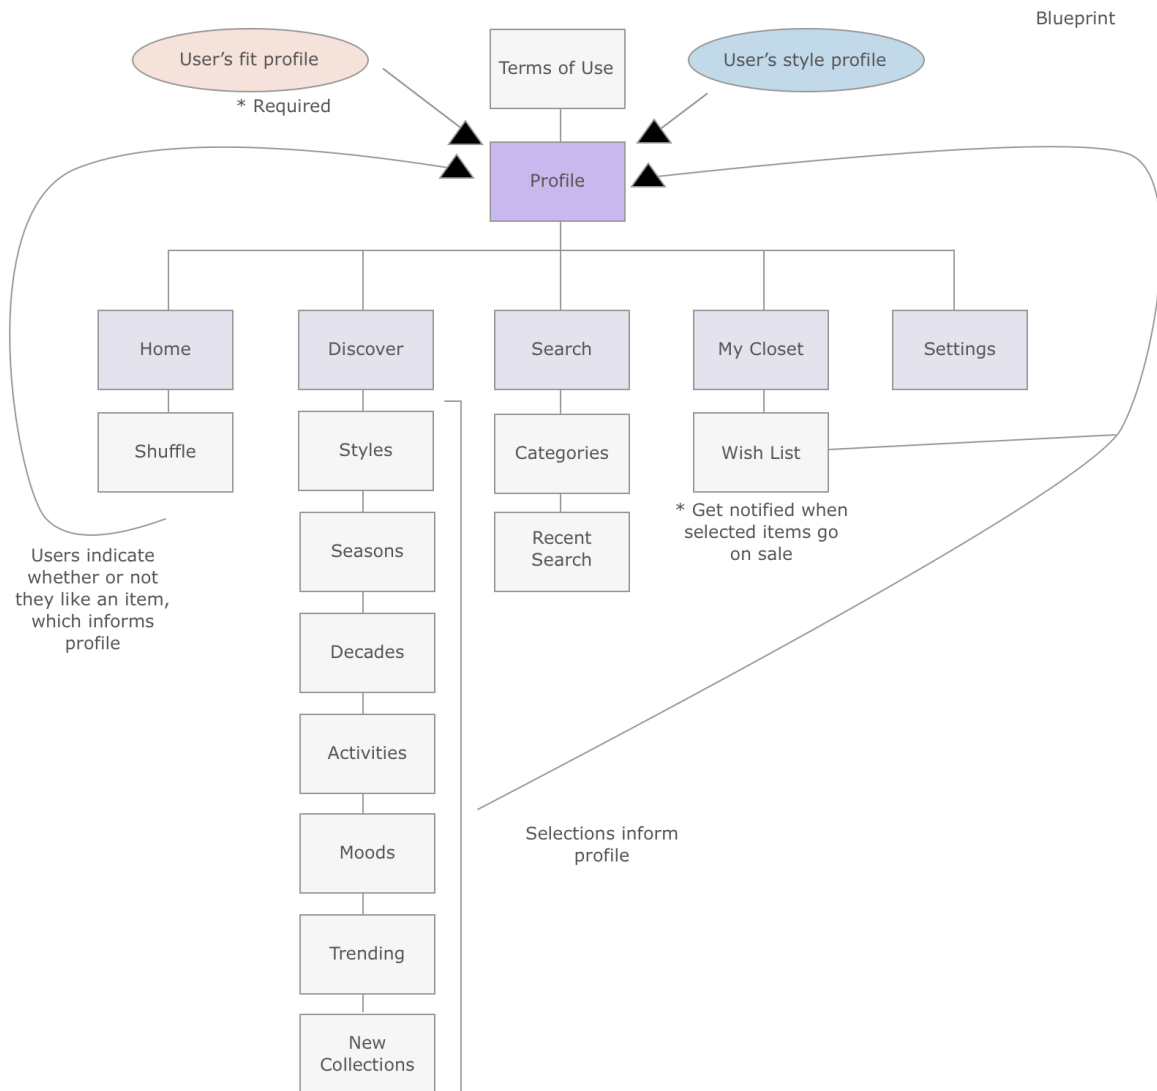 Blueprint
User’s fit profile
* Required
Terms of Use
User’s style profile
Profile
Home
Discover
Search
My Closet
Settings
Shuffle
Styles
Categories
Wish List
* Get notified when
selected items go
on sale
Seasons
Recent
Search
Users indicate
whether or not
they like an item,
which informs
profile
Decades
Activities
Moods
Selections inform
profile
Trending
New
Collections